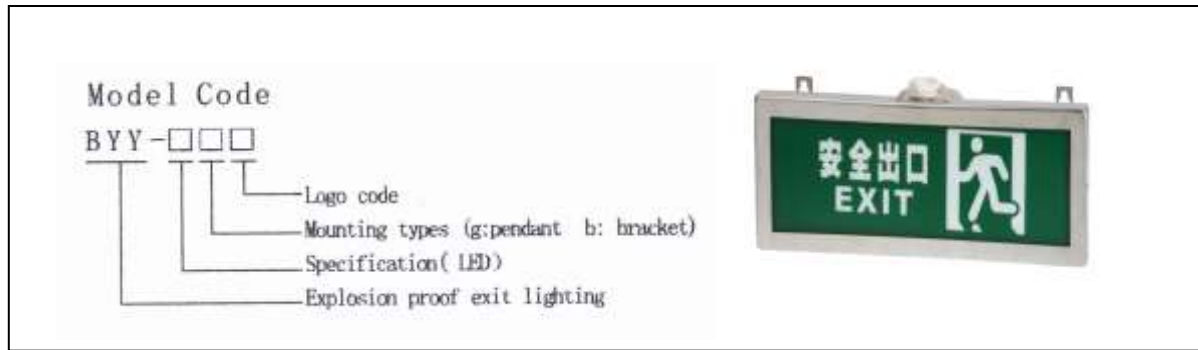 Model Code
BYY-□□□
Logo code
Mounting types (g:pendant b: bracket)
Specification( LED)
Explosion proof exit lighting
安全出口
EXIT